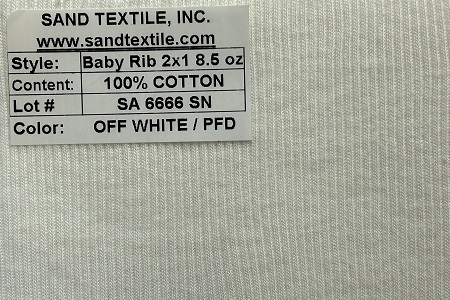 SAND TEXTILE, INC.
www.sandtextile.com
Style: Baby Rib 2x1 8.5 oz
Content: 100% COTTON
Lot # SA 6666 SN
Color: OFF WHITE / PFD